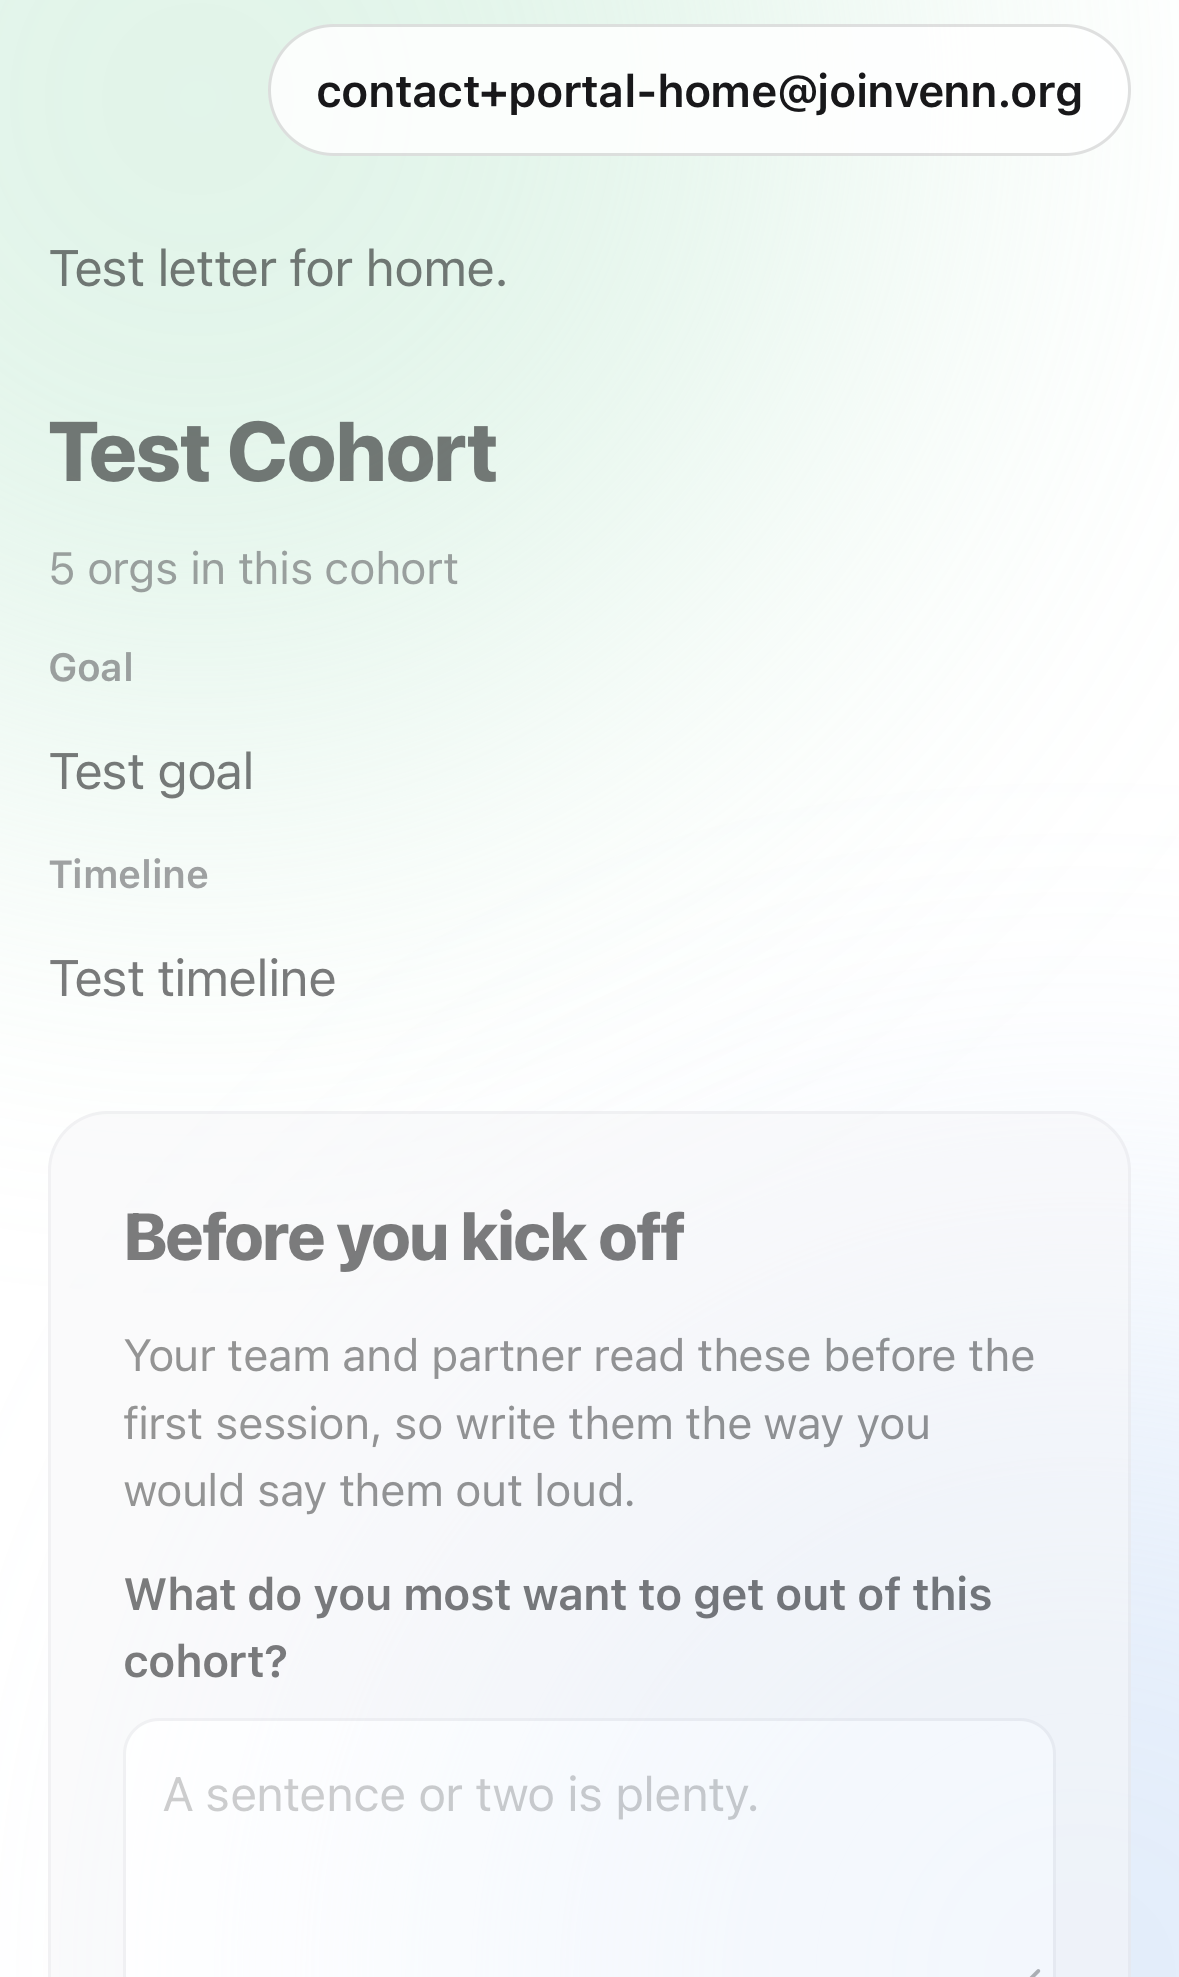 contact+portal-home@joinvenn.org
Test letter for home.
Test Cohort
5 orgs in this cohort
Goal
Test goal
Timeline
Test timeline
Before you kick off
Your team and partner read these before the
first session, so write them the way you
would say them out loud.
What do you most want to get out of this
cohort?
A sentence or two is plenty.